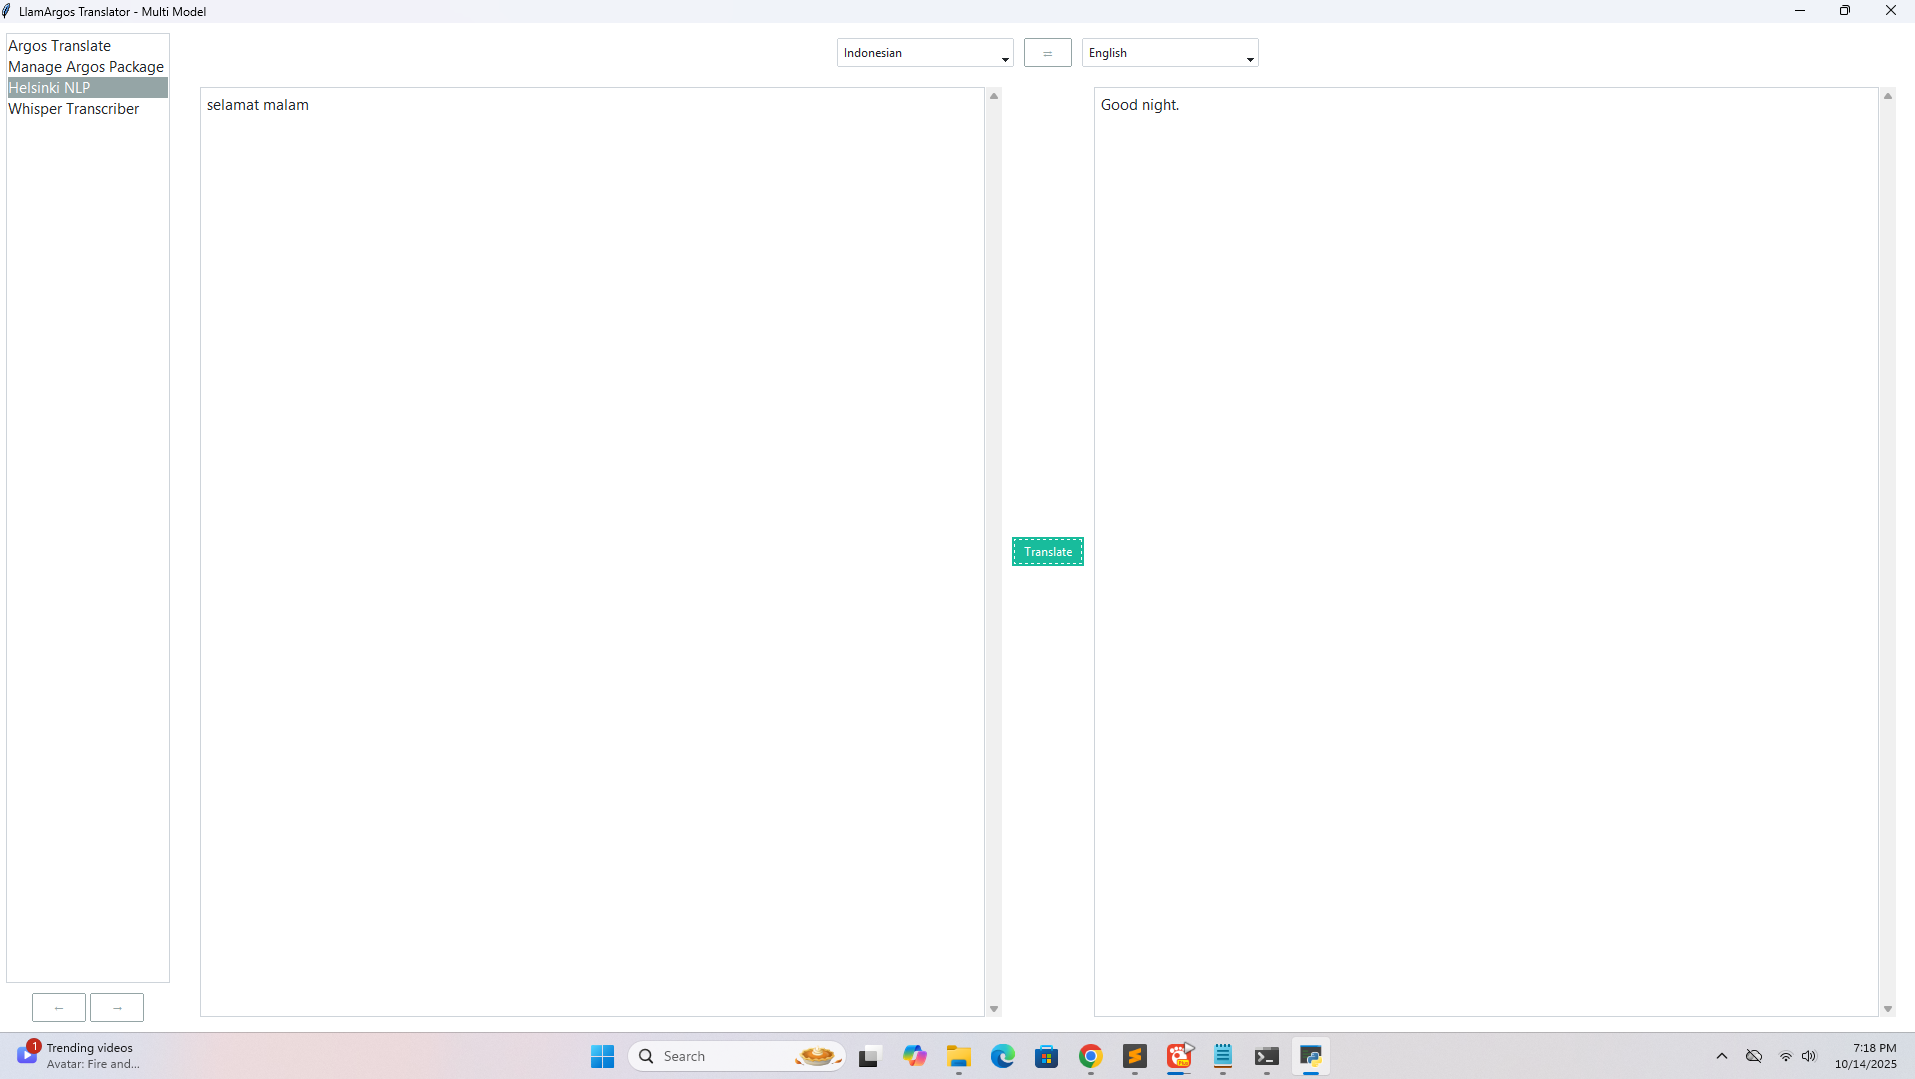 LlamArgos Translator - Multi Model
Argos Translate
Manage Argos Package
Helsinki NLP
Whisper Transcriber
Indonesian
⇌
English
selamat malam
Good night.
Translate
← →
1
Trending videos
Avatar: Fire and...
Search
7:18 PM
10/14/2025